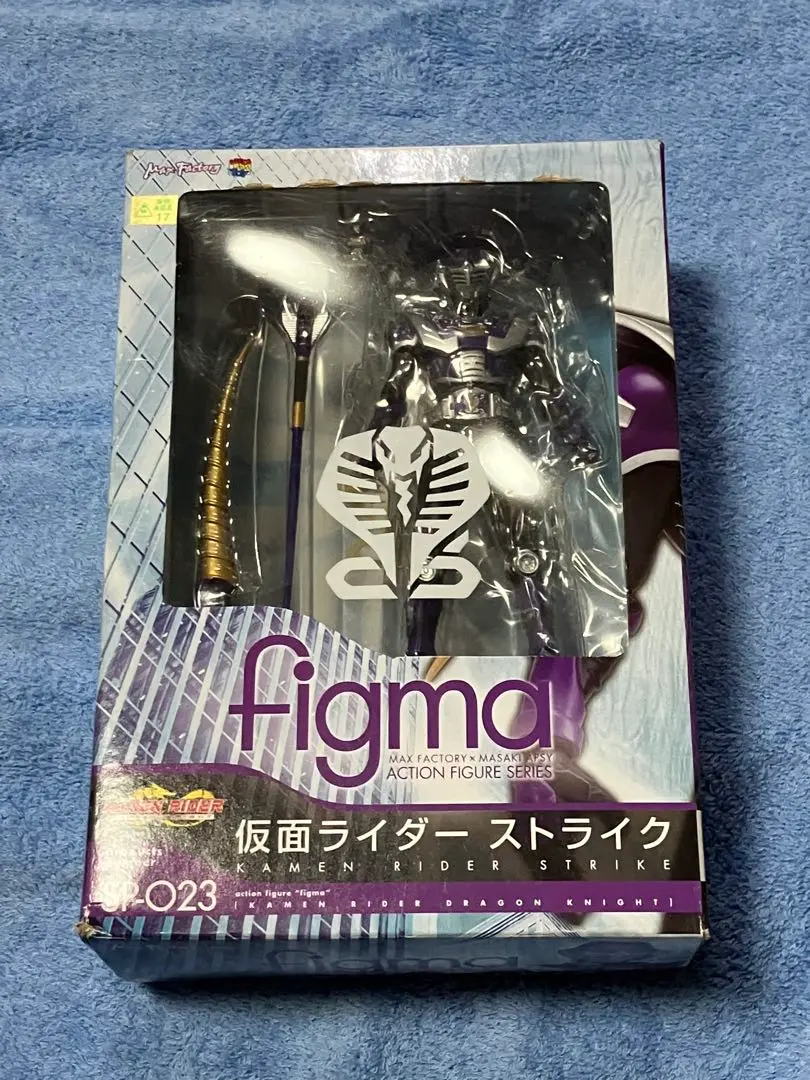 Max Factory
17
figma
MAX FACTORY × MASAKI APSY
ACTION FIGURE SERIES
仮面ライダー ストライク
KAMEN RIDER STRIKE
SP-023
action figure "figma"
[KAMEN RIDER DRAGON KNIGHT]
figma